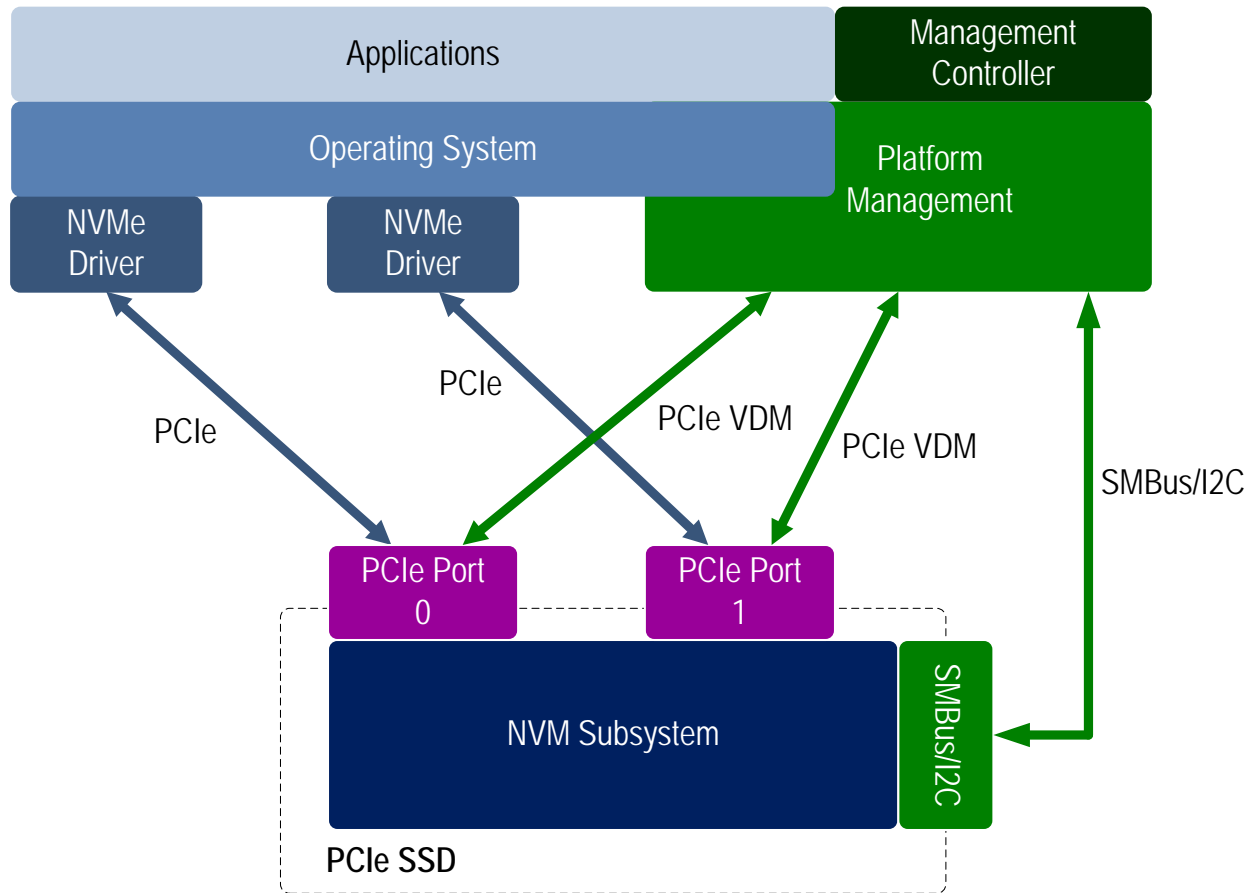 Applications
Management
Controller
Operating System
Platform
Management
NVMe
Driver
NVMe
Driver
PCIe
PCIe
PCIe VDM
PCIe VDM
SMBus/I2C
PCIe Port
0
PCIe Port
1
NVM Subsystem
SMBus/I2C
PCIe SSD